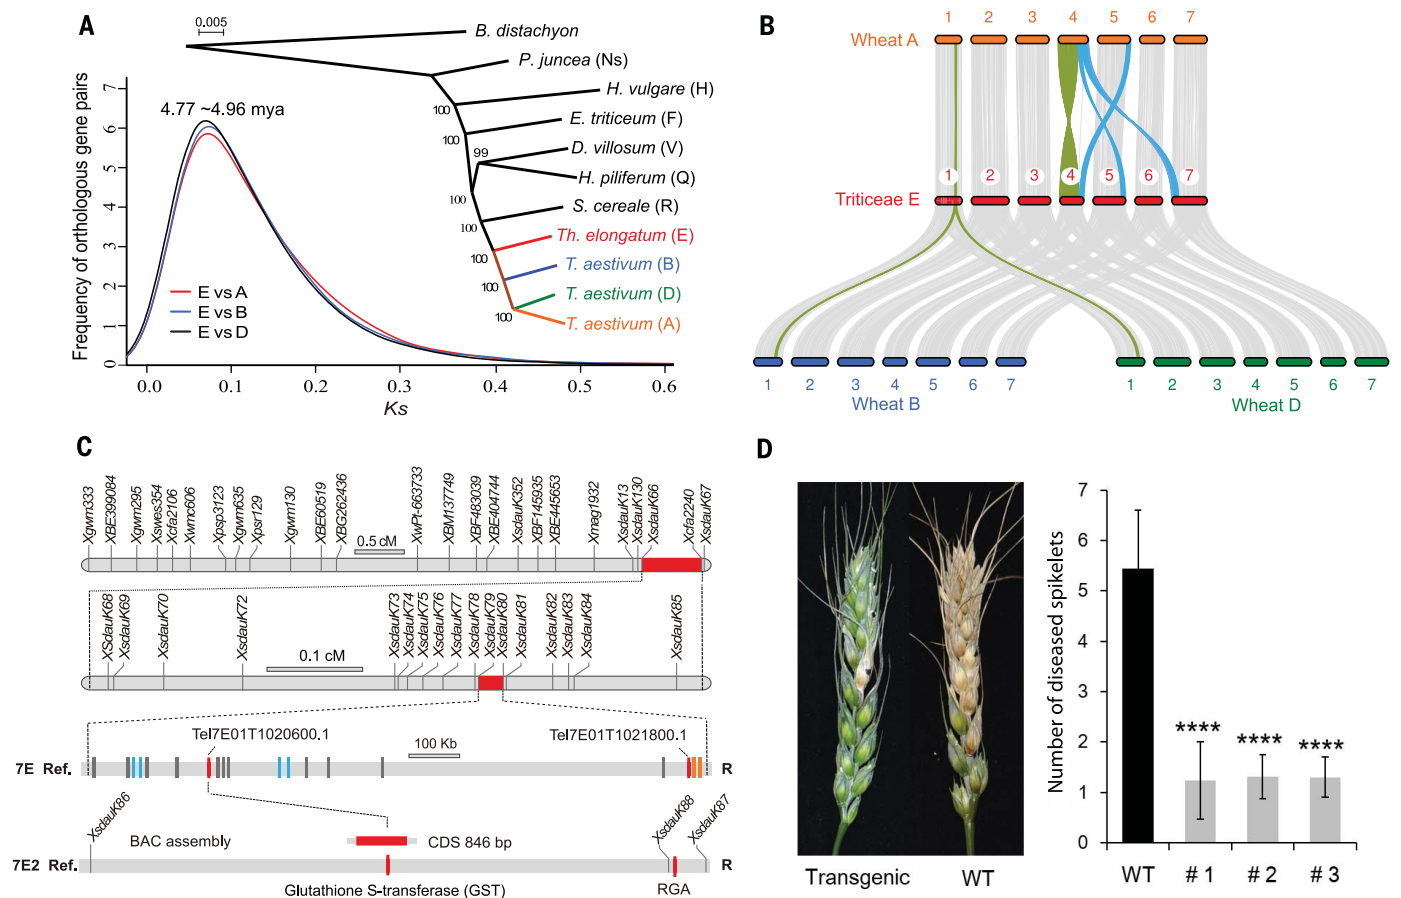 A
0.005
B. distachyon
P. juncea (Ns)
H. vulgare (H)
E. triticeum (F)
D. villosum (V)
H. piliferum (Q)
S. cereale (R)
Th. elongatum (E)
T. aestivum (B)
T. aestivum (D)
T. aestivum (A)
100
100
99
100
100
100
100
100
4.77 ~4.96 mya
Frequency of orthologous gene pairs
7
6
5
4
3
2
1
0
E vs A
E vs B
E vs D
0.0 0.1 0.2 0.3 0.4 0.5 0.6
Ks
B
1 2 3 4 5 6 7
Wheat A
1 2 3 4 5 6 7
Triticeae E
1 2 3 4 5 6 7
Wheat B
1 2 3 4 5 6 7
Wheat D
C
Xgwm333
XBE399084
Xgwm295
Xswes354
Xcfa2106
Xwmc606
Xpsp3123
Xgwm635
Xpsr129
Xgwm130
XBE60519
XBG262436
XwPt-663733
XBM137749
XBF483039
XBE404744
XsdauK352
XBF145935
XBE445653
Xmag1932
XsdauK13
XsdauK130
XsdauK66
Xcfa2240
XsdauK67
0.5 cM
XSdauK68
XsdauK69
XsdauK70
XsdauK72
XsdauK73
XsdauK74
XsdauK75
XsdauK76
XsdauK77
XsdauK78
XsdauK79
XsdauK80
XsdauK81
XsdauK82
XsdauK83
XsdauK84
XsdauK85
0.1 cM
Tel7E01T1020600.1
100 Kb
Tel7E01T1021800.1
7E Ref.
R
XsdauK86
BAC assembly
CDS 846 bp
XsdauK88
XsdauK87
7E2 Ref.
R
Glutathione S-transferase (GST)
RGA
D
Transgenic
WT
Number of diseased spikelets
7
6
5
4
3
2
1
0
****
****
****
WT # 1 # 2 # 3